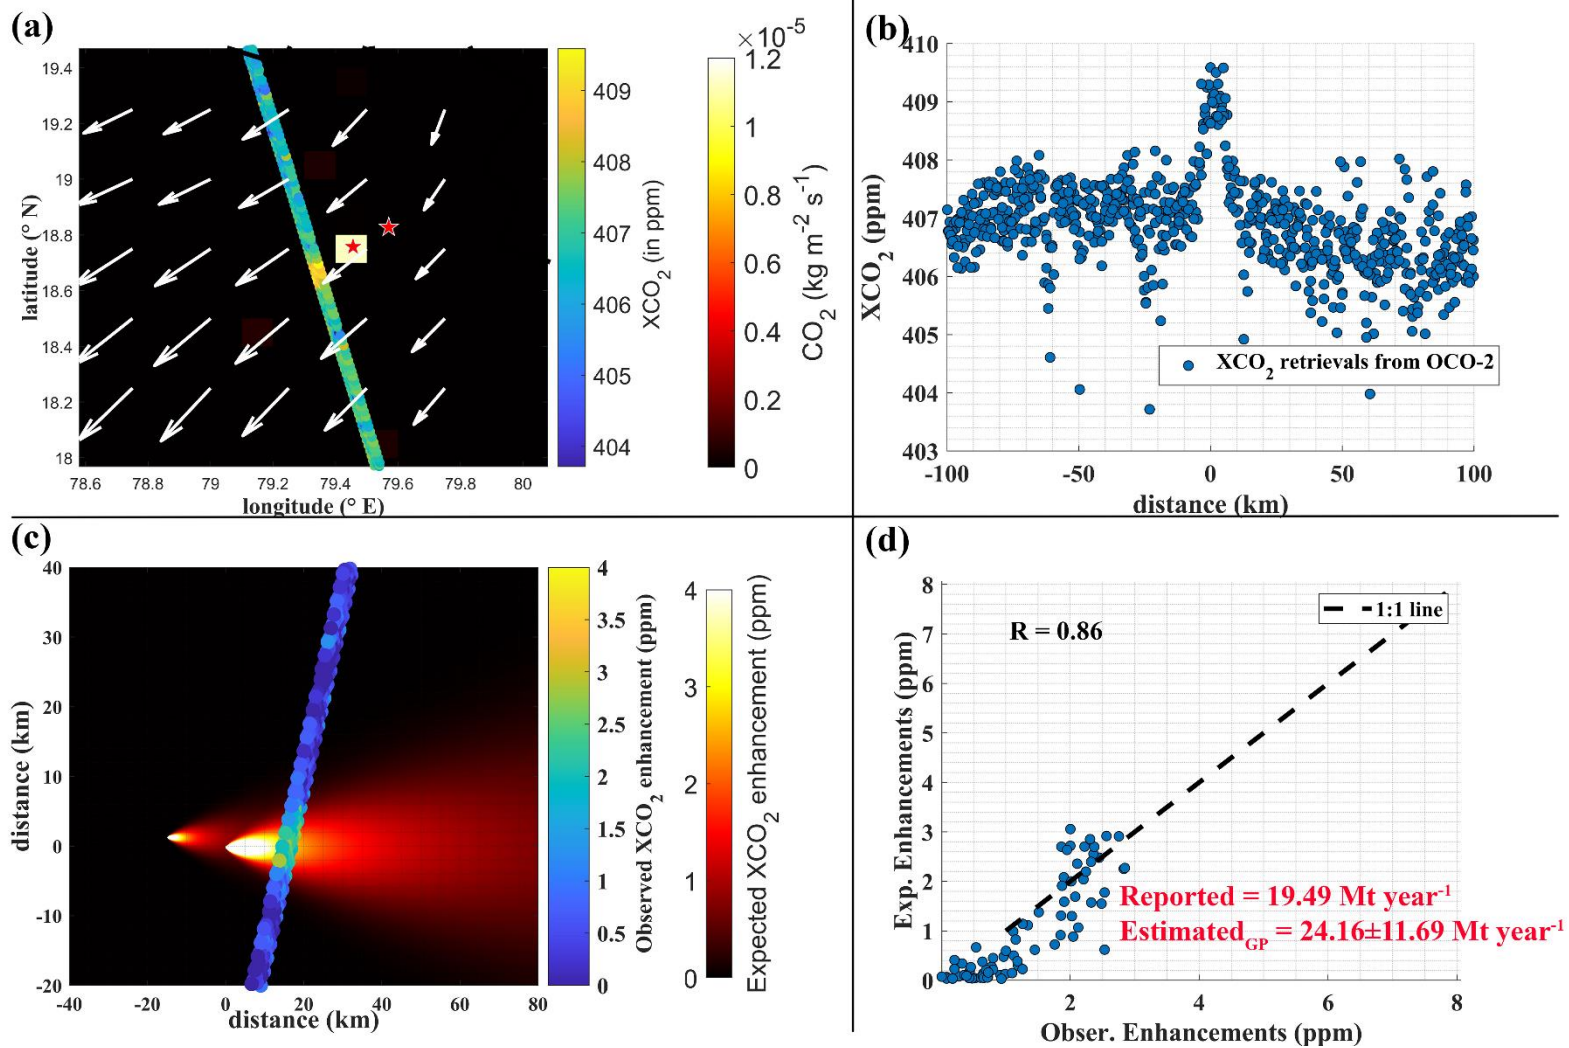 (a)
19.4
19.2
19
18.8
18.6
18.4
18.2
18
latitude (° N)
78.6 78.8 79 79.2 79.4 79.6 79.8 80
longitude (° E)
409
408
407
406
405
404
XCO2 (in ppm)
×10-5
1.2
1
0.8
0.6
0.4
0.2
0
CO2 (kg m-2 s-1)
(b)
410
409
408
407
406
405
404
403
XCO2 (ppm)
XCO2 retrievals from OCO-2
-100 -50 0 50 100
distance (km)
(c)
40
30
20
10
0
-10
-20
distance (km)
-40 -20 0 20 40 60 80
distance (km)
4
3.5
3
2.5
2
1.5
1
0.5
0
Observed XCO2 enhancement (ppm)
4
3
2
1
0
Expected XCO2 enhancement (ppm)
(d)
8
7
6
5
4
3
2
1
0
Exp. Enhancements (ppm)
1:1 line
R = 0.86
Reported = 19.49 Mt year-1
EstimatedGP = 24.16±11.69 Mt year-1
2 4 6 8
Obser. Enhancements (ppm)